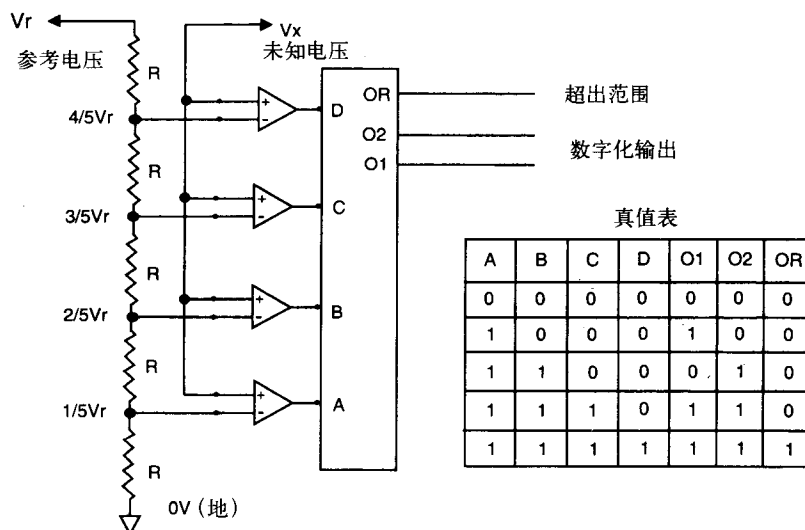 Vr
参考电压
Vx
未知电压
R
4/5Vr
R
3/5Vr
R
2/5Vr
R
1/5Vr
R
0V（地）
+
-
+
-
+
-
+
-
D
C
B
A
OR
O2
O1
超出范围
数字化输出
真值表
A B C D O1 O2 OR
0 0 0 0 0 0 0
1 0 0 0 1 0 0
1 1 0 0 0 1 0
1 1 1 0 1 1 0
1 1 1 1 1 1 1